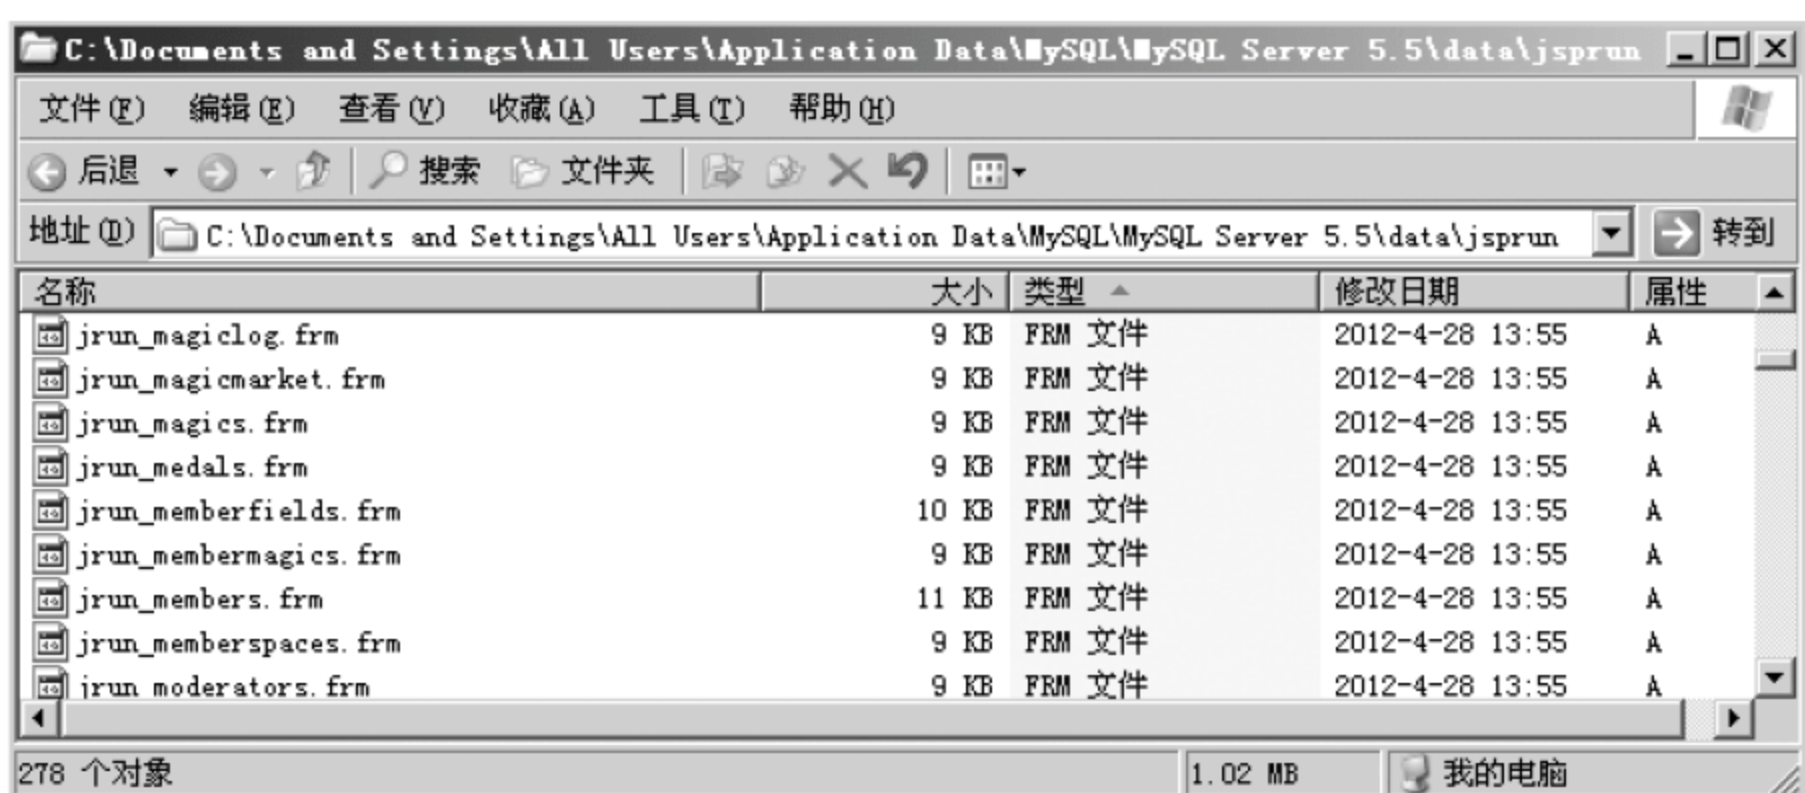 C:\Documents and Settings\All Users\Application Data\MySQL\MySQL Server 5.5\data\jsprun
文件(F) 编辑(E) 查看(V) 收藏(A) 工具(T) 帮助(H)
后退 搜索 文件夹
地址(D) C:\Documents and Settings\All Users\Application Data\MySQL\MySQL Server 5.5\data\jsprun 转到
名称 大小 类型 修改日期 属性
jrun_magiclog.frm 9 KB FRM 文件 2012-4-28 13:55 A
jrun_magicmarket.frm 9 KB FRM 文件 2012-4-28 13:55 A
jrun_magics.frm 9 KB FRM 文件 2012-4-28 13:55 A
jrun_medals.frm 9 KB FRM 文件 2012-4-28 13:55 A
jrun_memberfields.frm 10 KB FRM 文件 2012-4-28 13:55 A
jrun_membermagics.frm 9 KB FRM 文件 2012-4-28 13:55 A
jrun_members.frm 11 KB FRM 文件 2012-4-28 13:55 A
jrun_memberspaces.frm 9 KB FRM 文件 2012-4-28 13:55 A
jrun_moderators.frm 9 KB FRM 文件 2012-4-28 13:55 A
278 个对象 1.02 MB 我的电脑